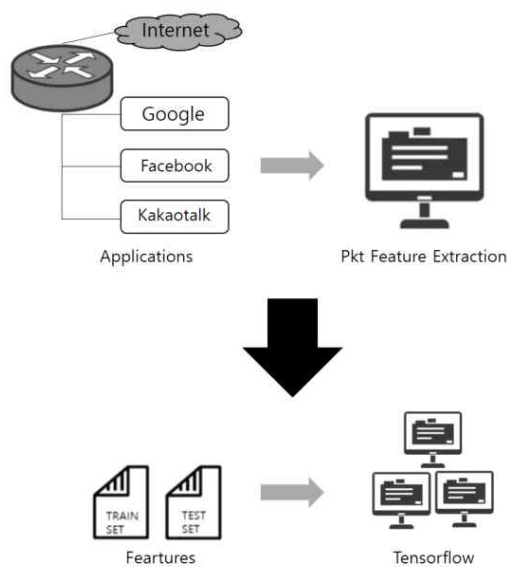 Internet
Google
Facebook
Kakaotalk
Applications
Pkt Feature Extraction
TRAIN
SET
TEST
SET
Feartures
Tensorflow